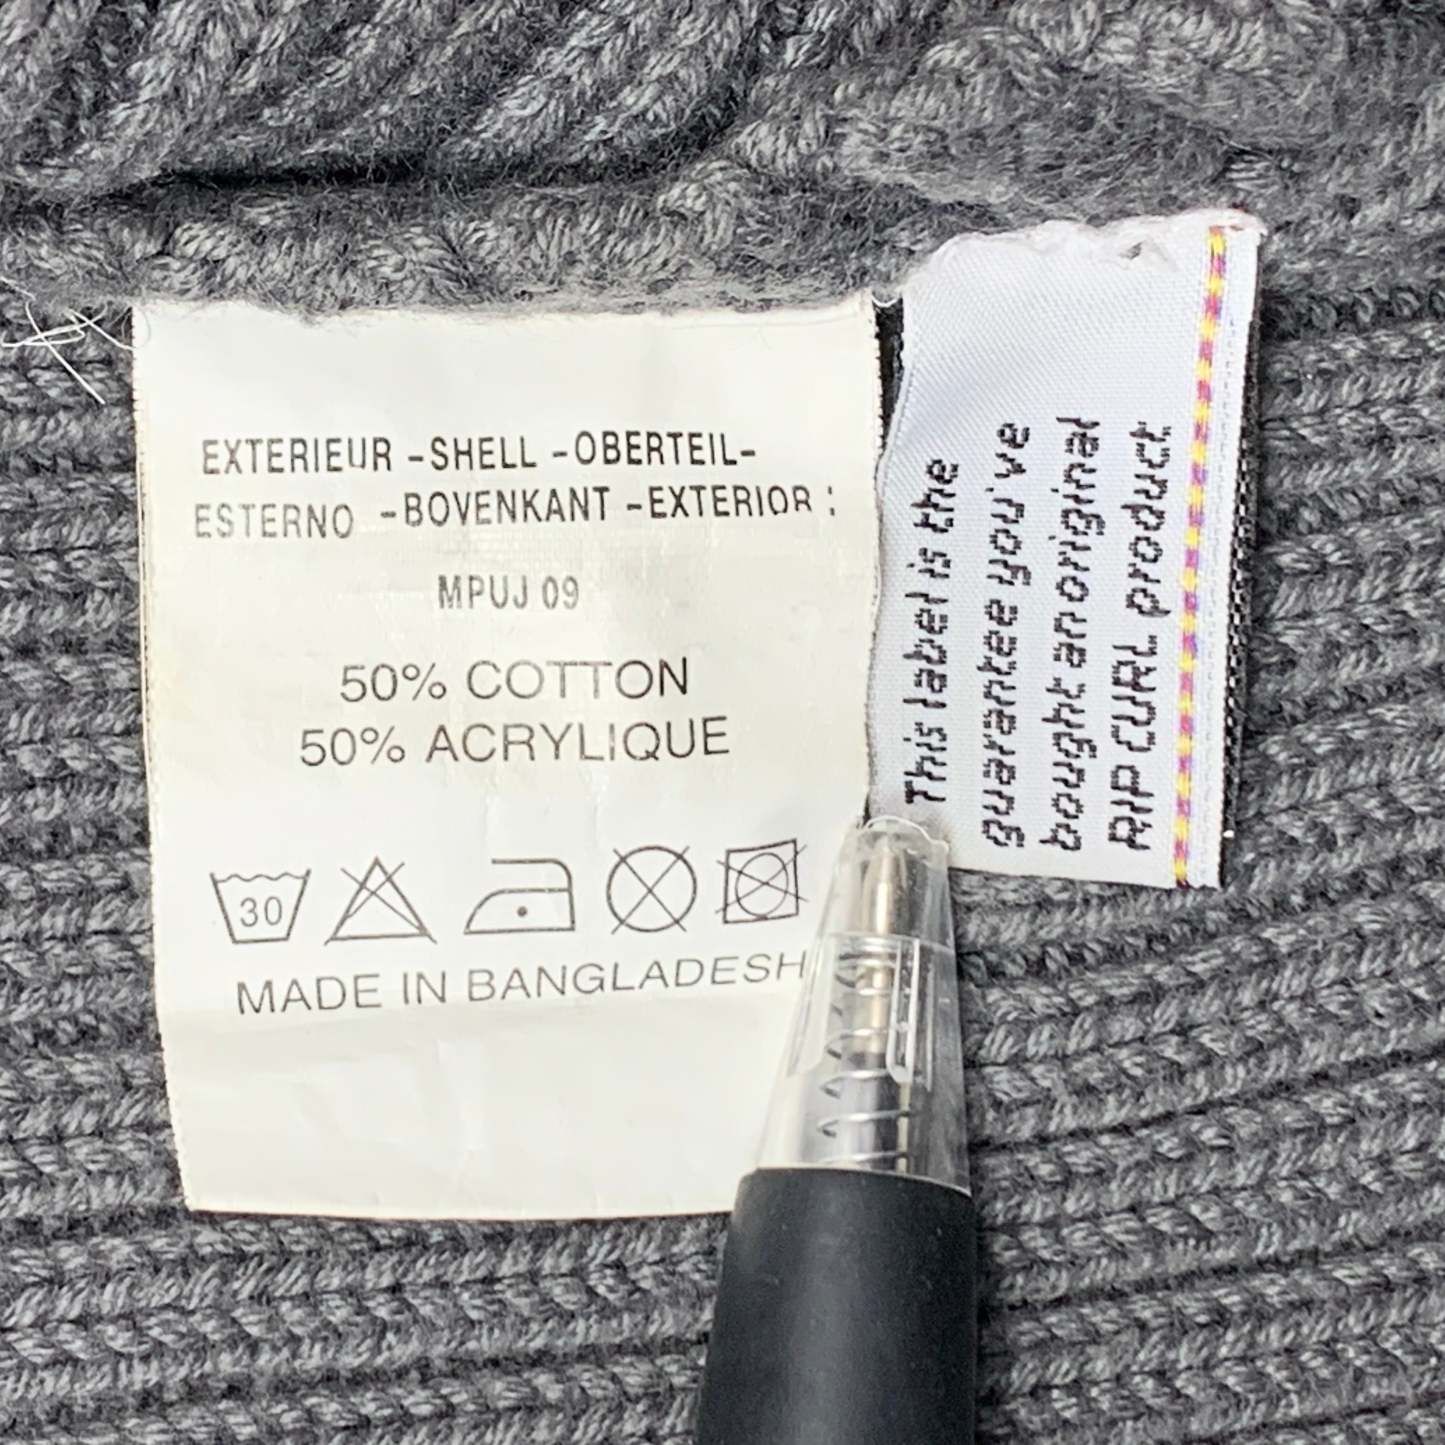 EXTERIEUR -SHELL -OBERTEIL-
ESTERNO -BOVENKANT -EXTERIOR :
MPUJ 09
50% COTTON
50% ACRYLIQUE
30
MADE IN BANGLADESH
This label is the
guarantee you've
bought an original
RIP CURL product